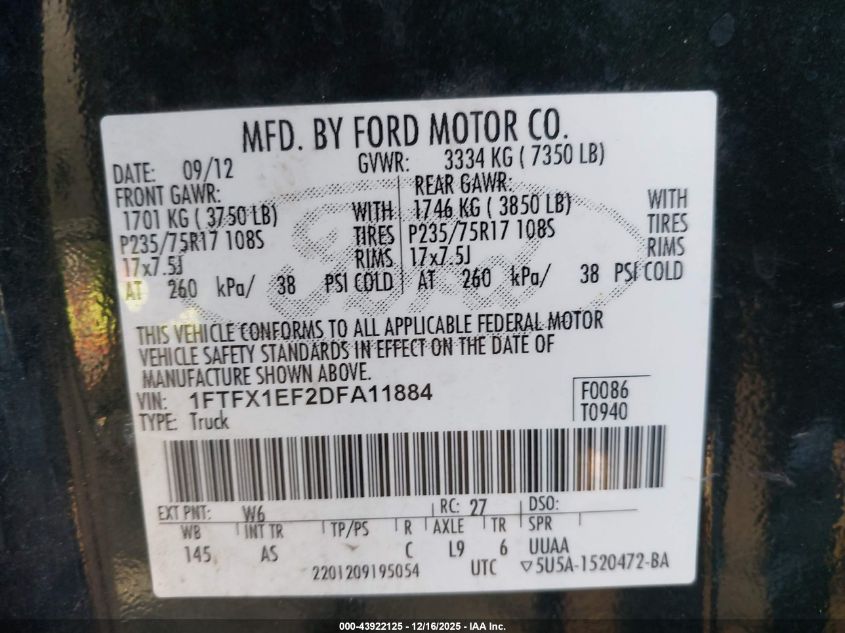 MFD. BY FORD MOTOR CO.
DATE: 09/12 GVWR: 3334 KG ( 7350 LB)
FRONT GAWR: REAR GAWR:
1701 KG ( 3750 LB) WITH 1746 KG ( 3850 LB) WITH
P235/75R17 108S TIRES P235/75R17 108S TIRES
17x7.5J RIMS 17x7.5J RIMS
AT 260 kPa/ 38 PSI COLD AT 260 kPa/ 38 PSI COLD
Ford
THIS VEHICLE CONFORMS TO ALL APPLICABLE FEDERAL MOTOR
VEHICLE SAFETY STANDARDS IN EFFECT ON THE DATE OF
MANUFACTURE SHOWN ABOVE.
VIN: 1FTFX1EF2DFA11884 F0086
TYPE: Truck T0940
EXT PNT: W6 RC: 27 DSO:
WB INT TR TP/PS R AXLE TR SPR
145 AS C L9 6 UUAA
2201209195054 UTC ▽5U5A-1520472-BA
000-43922125 - 12/16/2025 - IAA Inc.